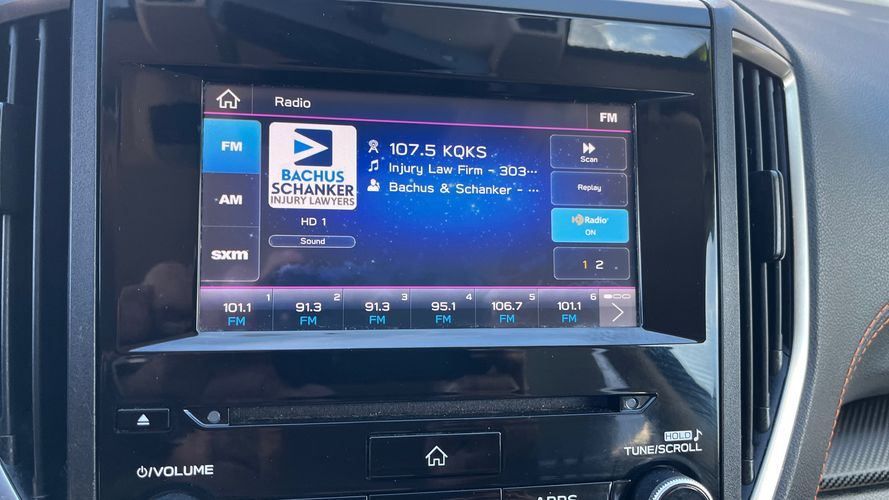 Radio
FM
FM
AM
sxm
BACHUS
SCHANKER
INJURY LAWYERS
HD 1
Sound
107.5 KQKS
Injury Law Firm - 303...
Bachus & Schanker - ...
Scan
Replay
HD Radio
ON
1 2
1
101.1
FM
2
91.3
FM
3
91.3
FM
4
95.1
FM
5
106.7
FM
6
101.1
FM
VOLUME
HOLD
TUNE/SCROLL
APPS